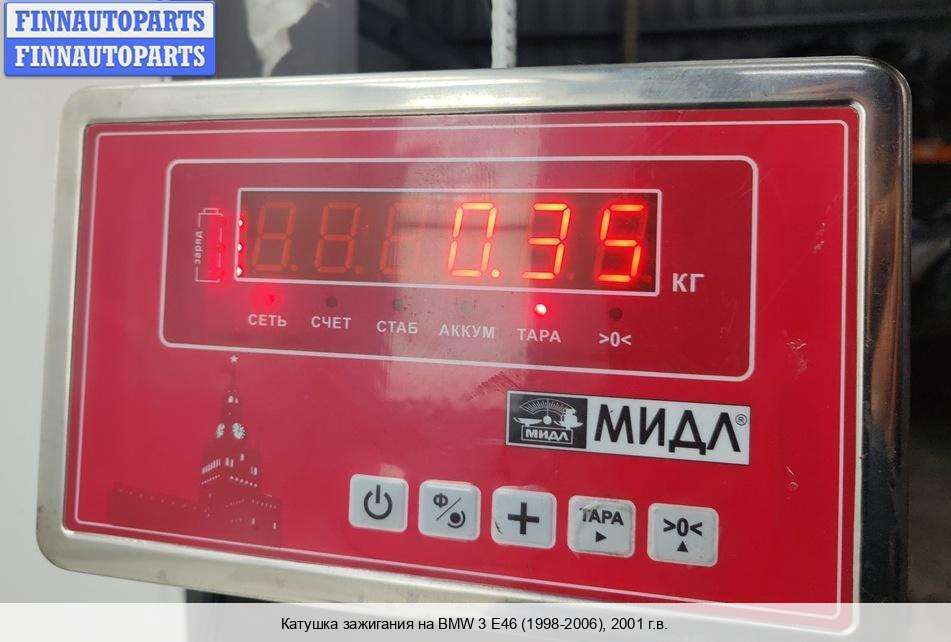 FINNAUTOPARTS
FINNAUTOPARTS
заряд
0.35
КГ
СЕТЬ СЧЕТ СТАБ АККУМ ТАРА >0<
МИДЛ
МИДЛ®
Ф/
ТАРА >0<
Катушка зажигания на BMW 3 E46 (1998-2006), 2001 г.в.